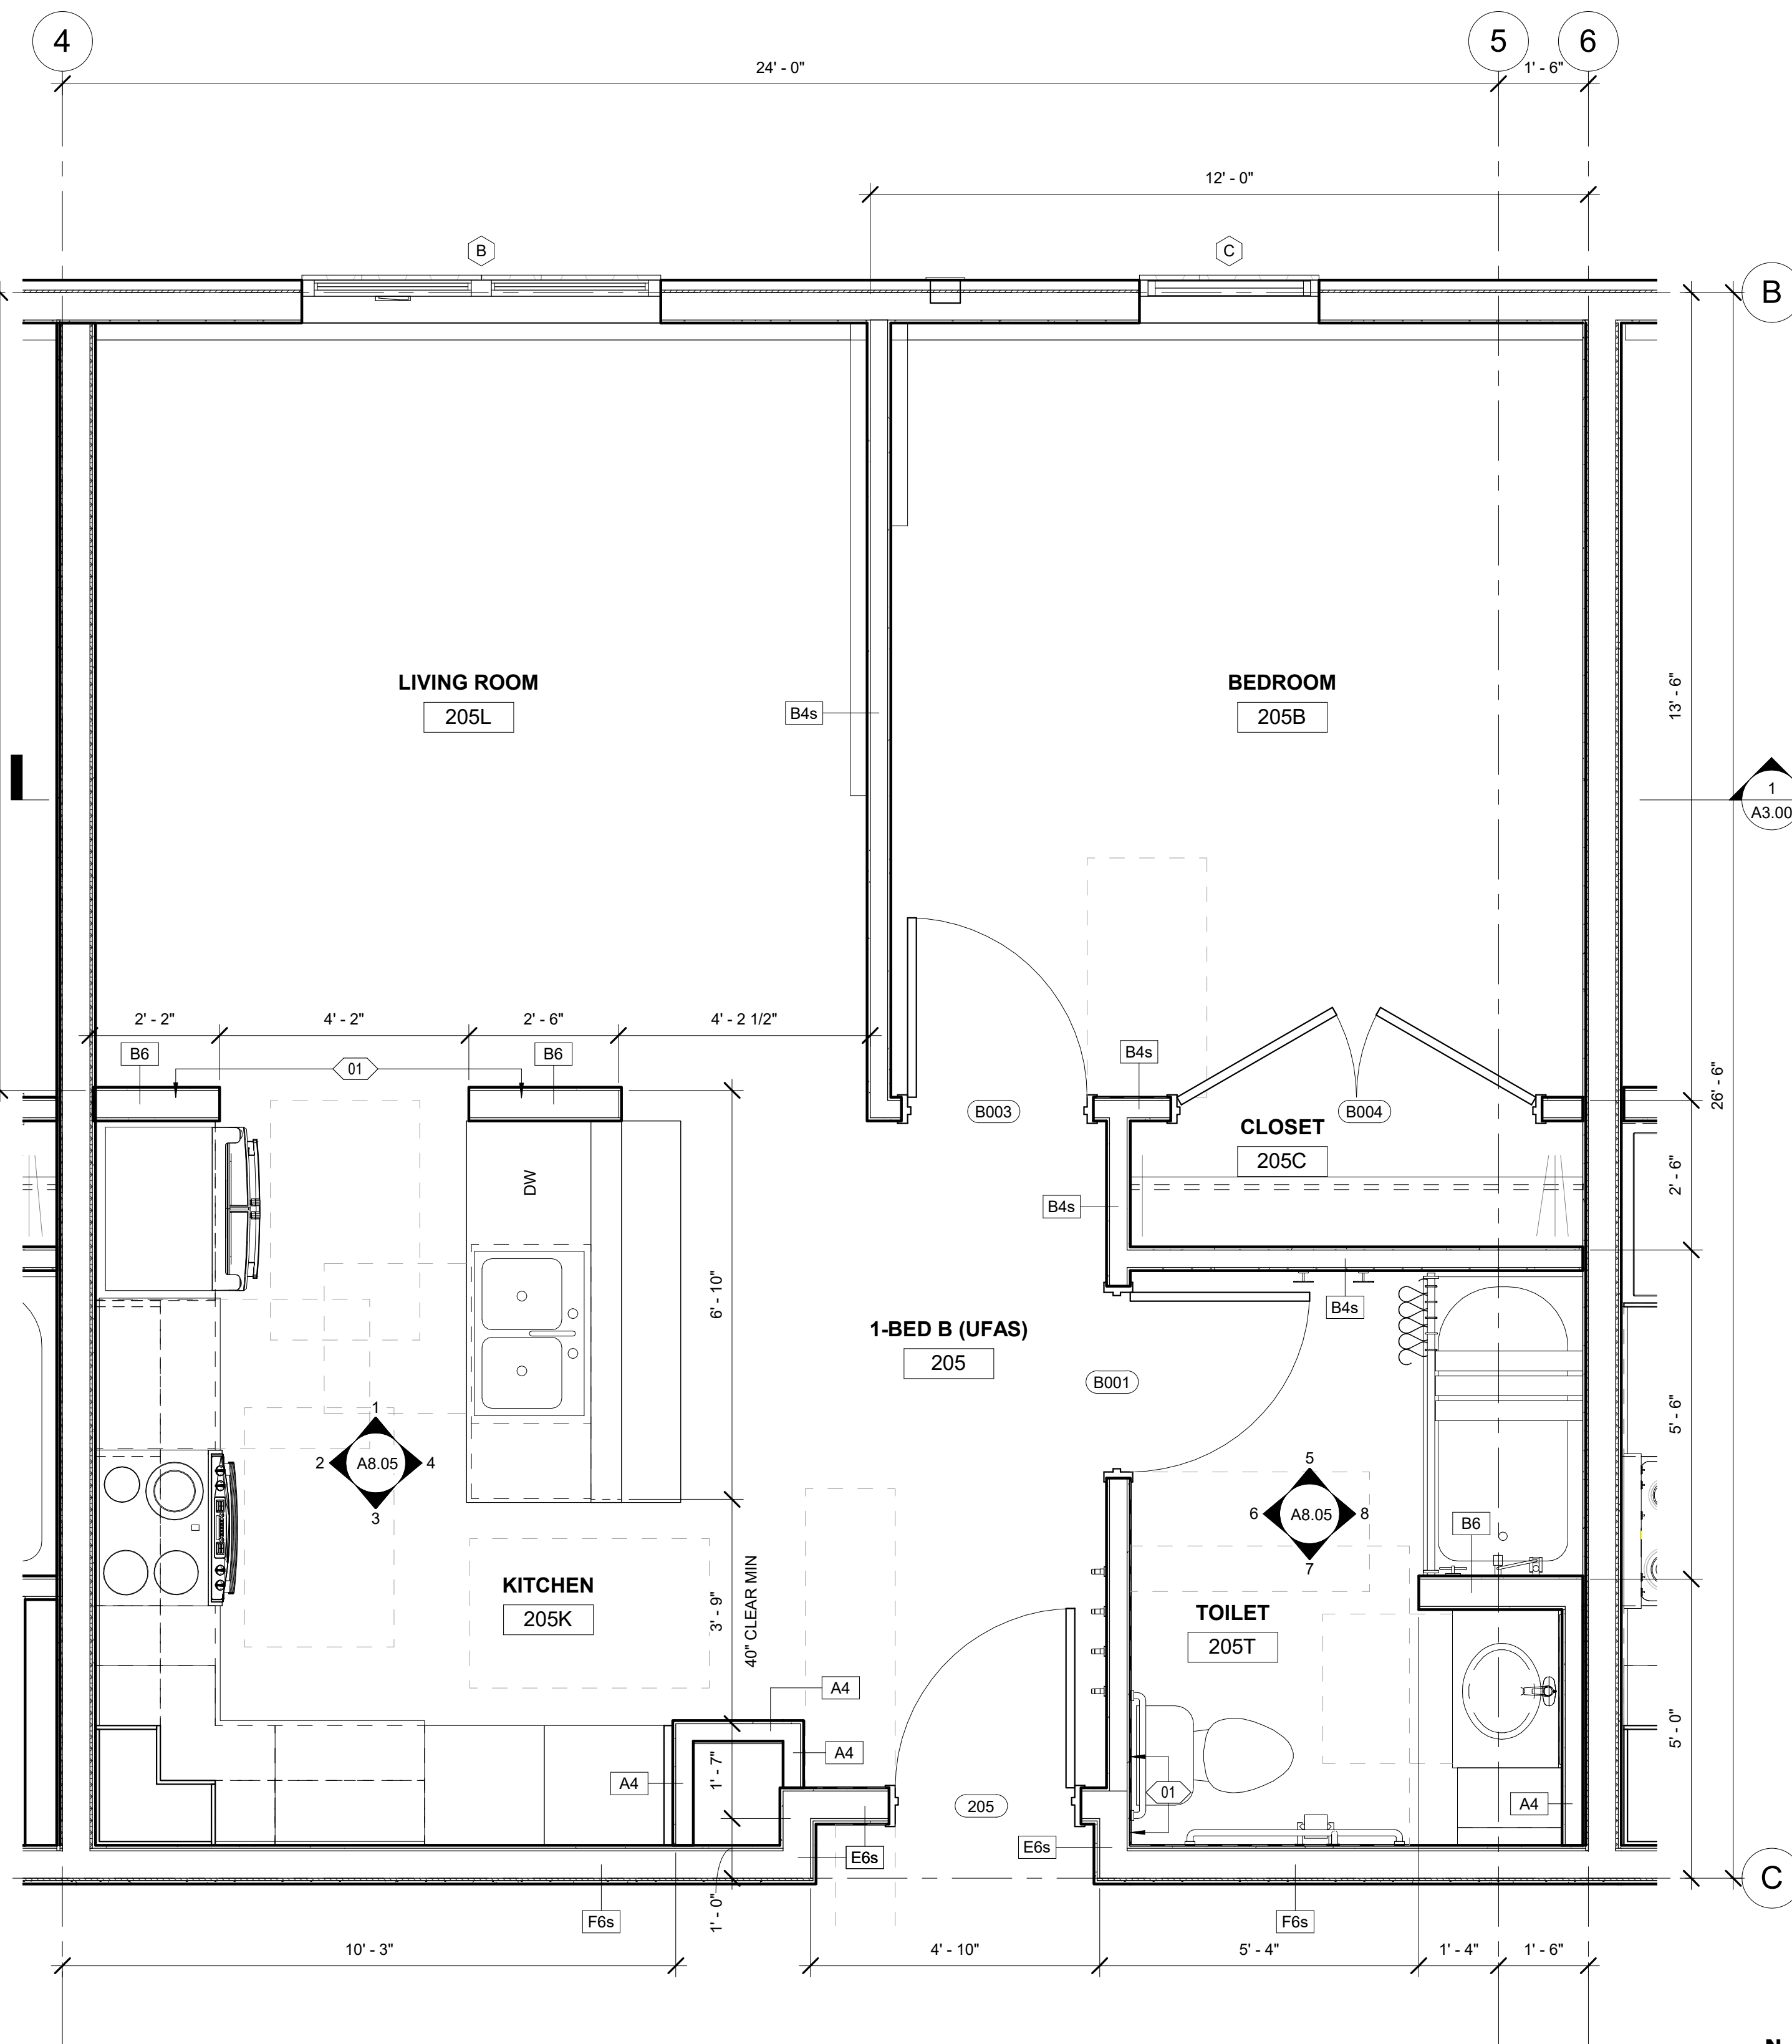 4
5
6
24' - 0"
1' - 6"
12' - 0"
B
C
B
LIVING ROOM
205L
BEDROOM
205B
B4s
13' - 6"
1
A3.00
2' - 2"
4' - 2"
2' - 6"
4' - 2 1/2"
B6
01
B6
B4s
B003
B004
CLOSET
205C
26' - 6"
DW
B4s
2' - 6"
6' - 10"
B4s
1-BED B (UFAS)
205
B001
5' - 6"
1
2
A8.05
4
3
5
6
A8.05
8
7
B6
KITCHEN
205K
3' - 9"
40" CLEAR MIN
TOILET
205T
A4
A4
A4
1' - 7"
5' - 0"
01
205
A4
E6s
E6s
C
F6s
1' - 0"
F6s
10' - 3"
4' - 10"
5' - 4"
1' - 4"
1' - 6"